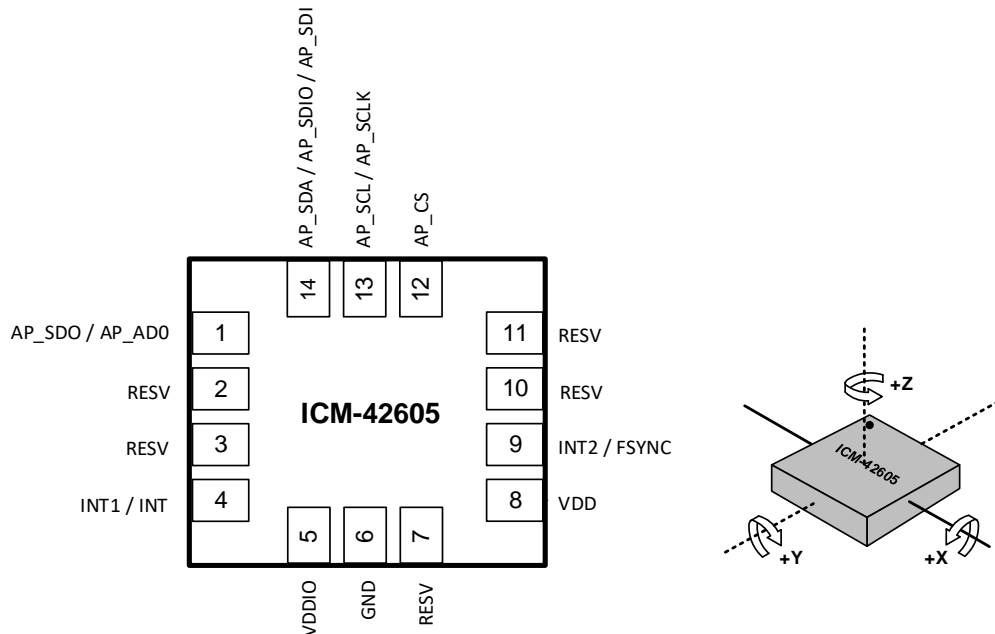 AP_SDA / AP_SDIO / AP_SDI
AP_SCL / AP_SCLK
AP_CS
14
13
12
AP_SDO / AP_AD0
1
11
RESV
RESV
2
10
RESV
ICM-42605
RESV
3
9
INT2 / FSYNC
INT1 / INT
4
8
VDD
5
6
7
VDDIO
GND
RESV
+Z
ICM-42605
+Y
+X